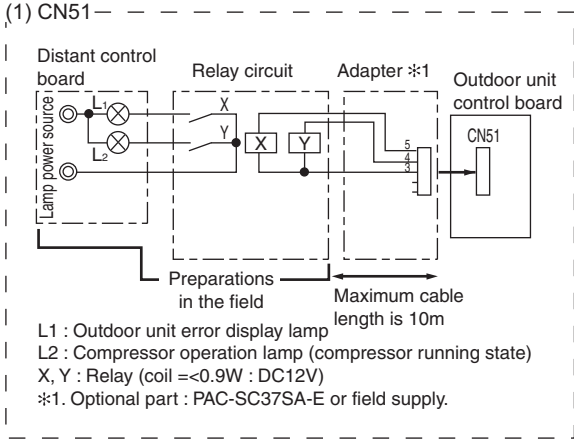 (1) CN51
Distant control
board
Relay circuit
Adapter ✻1
Outdoor unit
control board
Lamp power source
L1
L2
X
Y
X
Y
5
4
3
CN51
Preparations
in the field
Maximum cable
length is 10m
L1 : Outdoor unit error display lamp
L2 : Compressor operation lamp (compressor running state)
X, Y : Relay (coil =<0.9W : DC12V)
✻1. Optional part : PAC-SC37SA-E or field supply.